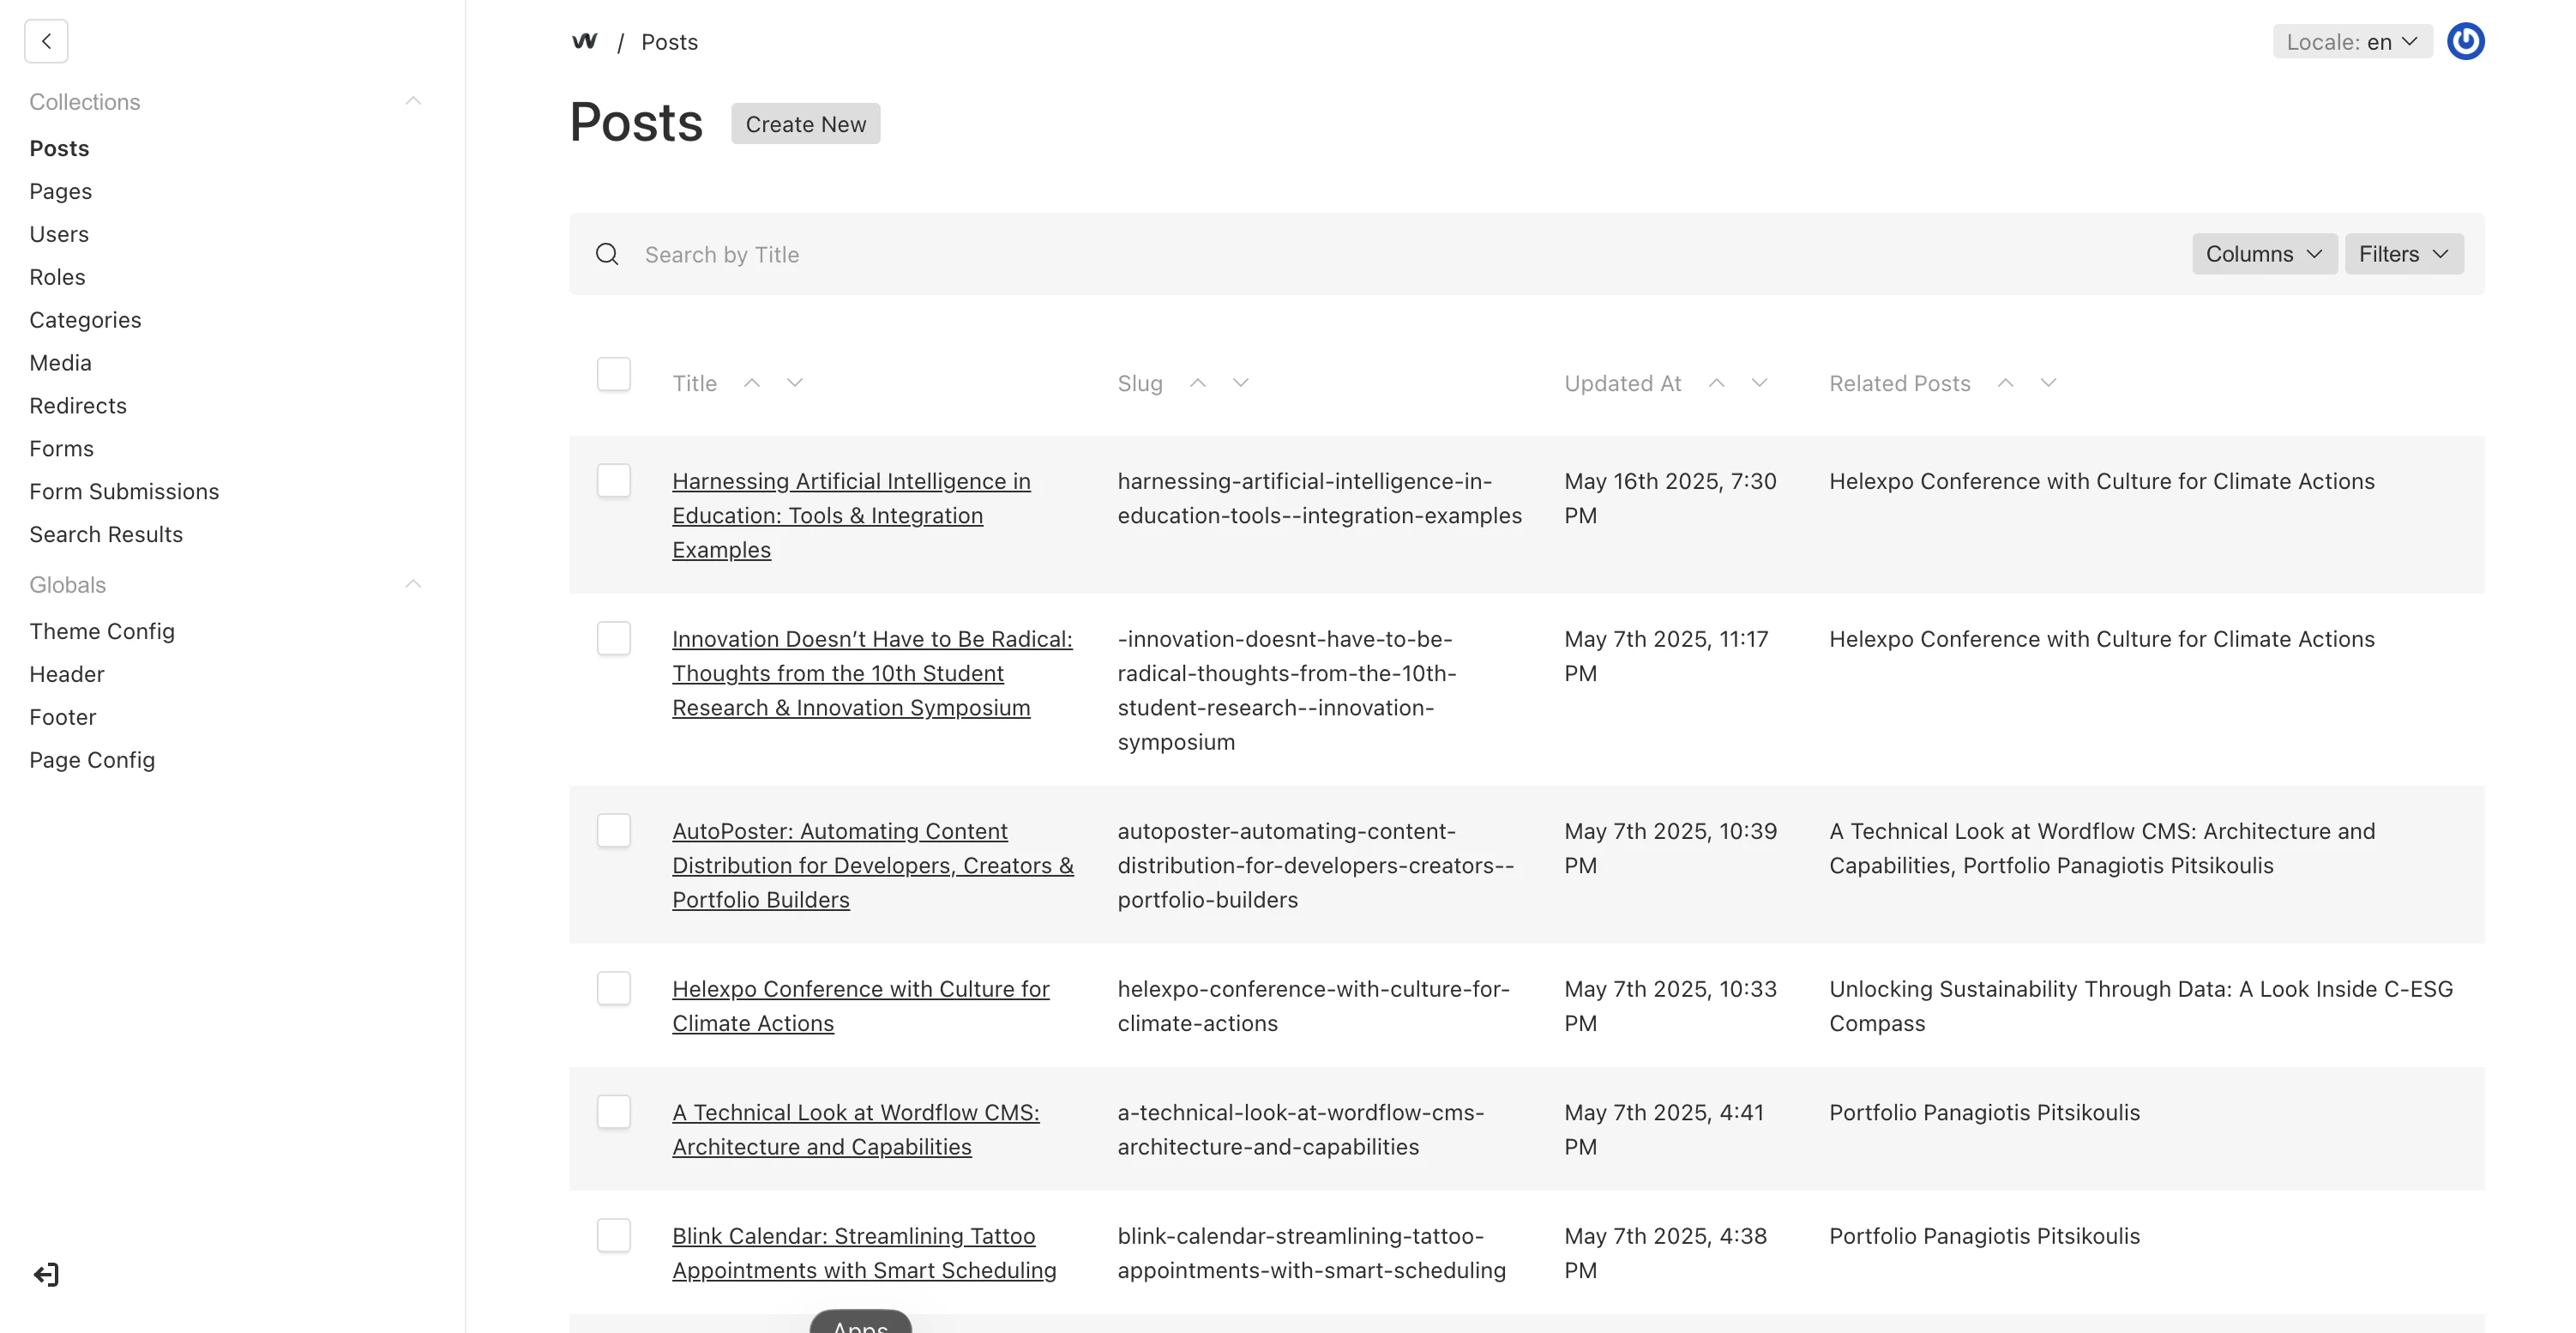 Collections
Posts
Pages
Users
Roles
Categories
Media
Redirects
Forms
Form Submissions
Search Results
Globals
Theme Config
Header
Footer
Page Config
/ Posts
Locale: en
Posts
Create New
Search by Title
Columns
Filters
Title
Slug
Updated At
Related Posts
Harnessing Artificial Intelligence in
Education: Tools & Integration
Examples
harnessing-artificial-intelligence-in-
education-tools--integration-examples
May 16th 2025, 7:30
PM
Helexpo Conference with Culture for Climate Actions
Innovation Doesn’t Have to Be Radical:
Thoughts from the 10th Student
Research & Innovation Symposium
-innovation-doesnt-have-to-be-
radical-thoughts-from-the-10th-
student-research--innovation-
symposium
May 7th 2025, 11:17
PM
Helexpo Conference with Culture for Climate Actions
AutoPoster: Automating Content
Distribution for Developers, Creators &
Portfolio Builders
autoposter-automating-content-
distribution-for-developers-creators--
portfolio-builders
May 7th 2025, 10:39
PM
A Technical Look at Wordflow CMS: Architecture and
Capabilities, Portfolio Panagiotis Pitsikoulis
Helexpo Conference with Culture for
Climate Actions
helexpo-conference-with-culture-for-
climate-actions
May 7th 2025, 10:33
PM
Unlocking Sustainability Through Data: A Look Inside C-ESG
Compass
A Technical Look at Wordflow CMS:
Architecture and Capabilities
a-technical-look-at-wordflow-cms-
architecture-and-capabilities
May 7th 2025, 4:41
PM
Portfolio Panagiotis Pitsikoulis
Blink Calendar: Streamlining Tattoo
Appointments with Smart Scheduling
blink-calendar-streamlining-tattoo-
appointments-with-smart-scheduling
May 7th 2025, 4:38
PM
Portfolio Panagiotis Pitsikoulis
Apps